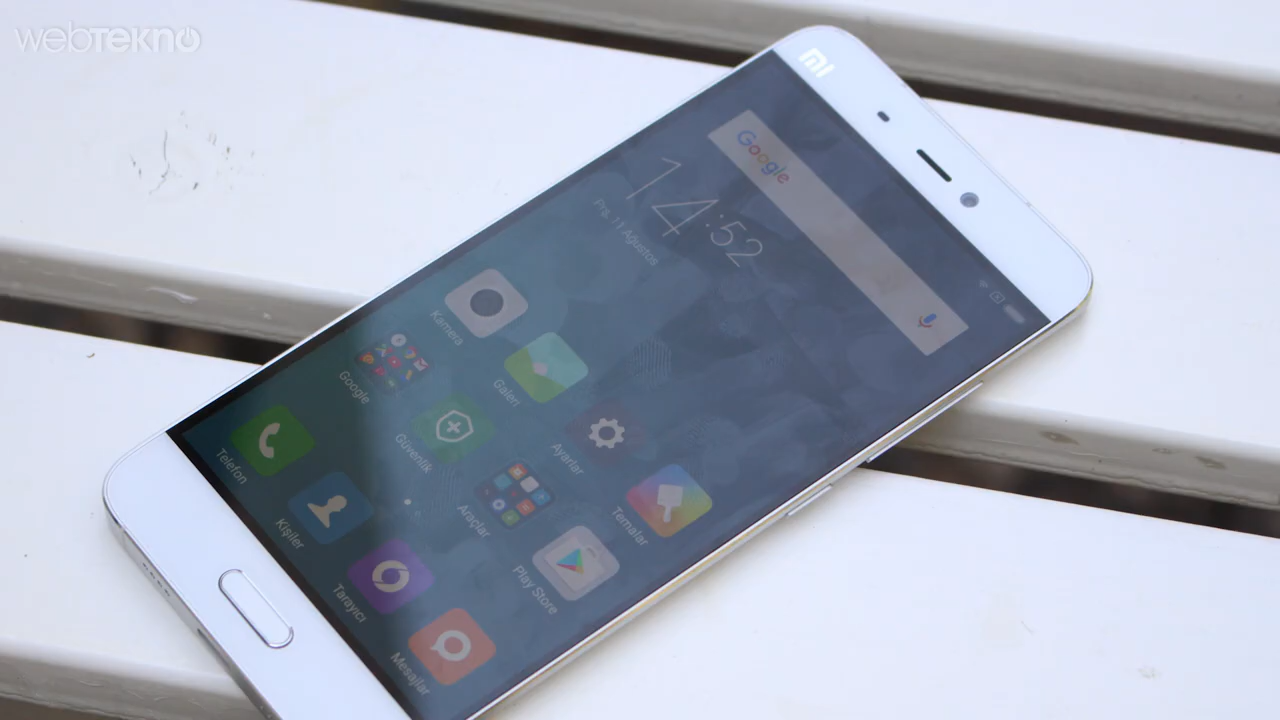 webTEKNO
MI
Google
14:52
Prş, 11 Ağustos
Kamera
Galeri
Ayarlar
Temalar
Google
Güvenlik
Araçlar
Play Store
Telefon
Kişiler
Tarayıcı
Mesajlar